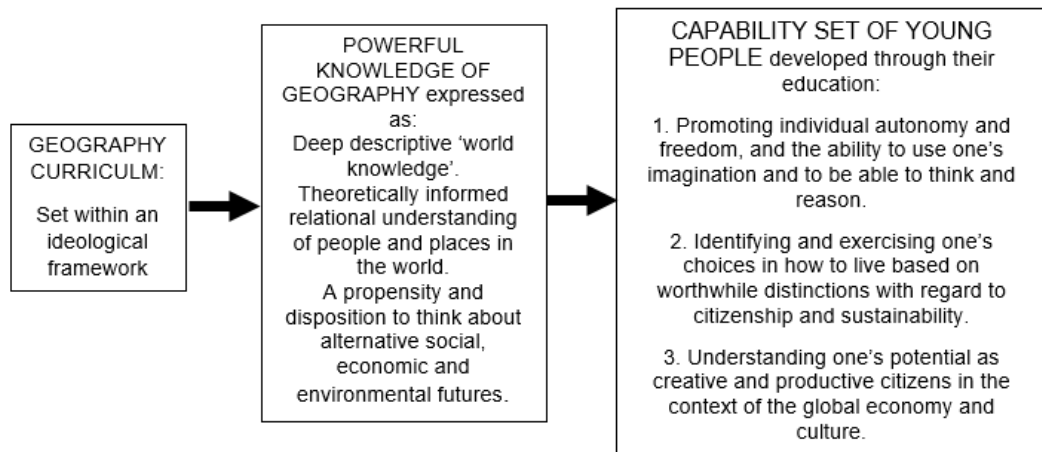 GEOGRAPHY
CURRICULM:
Set within an
ideological
framework
POWERFUL
KNOWLEDGE OF
GEOGRAPHY expressed
as:
Deep descriptive ‘world
knowledge’.
Theoretically informed
relational understanding
of people and places in
the world.
A propensity and
disposition to think about
alternative social,
economic and
environmental futures.
CAPABILITY SET OF YOUNG
PEOPLE developed through their
education:
1. Promoting individual autonomy and
freedom, and the ability to use one’s
imagination and to be able to think and
reason.
2. Identifying and exercising one’s
choices in how to live based on
worthwhile distinctions with regard to
citizenship and sustainability.
3. Understanding one’s potential as
creative and productive citizens in the
context of the global economy and
culture.